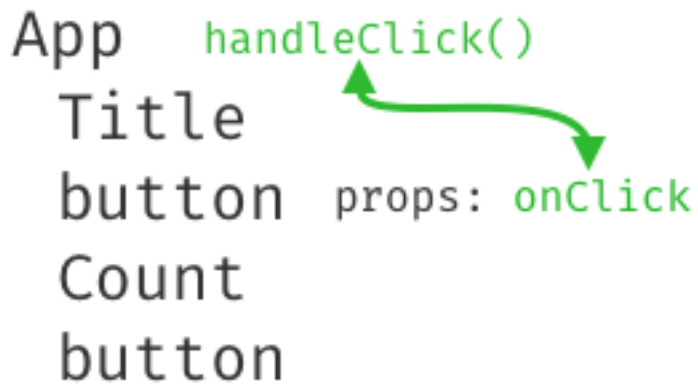 App handleClick()
Title
button props: onClick
Count
button